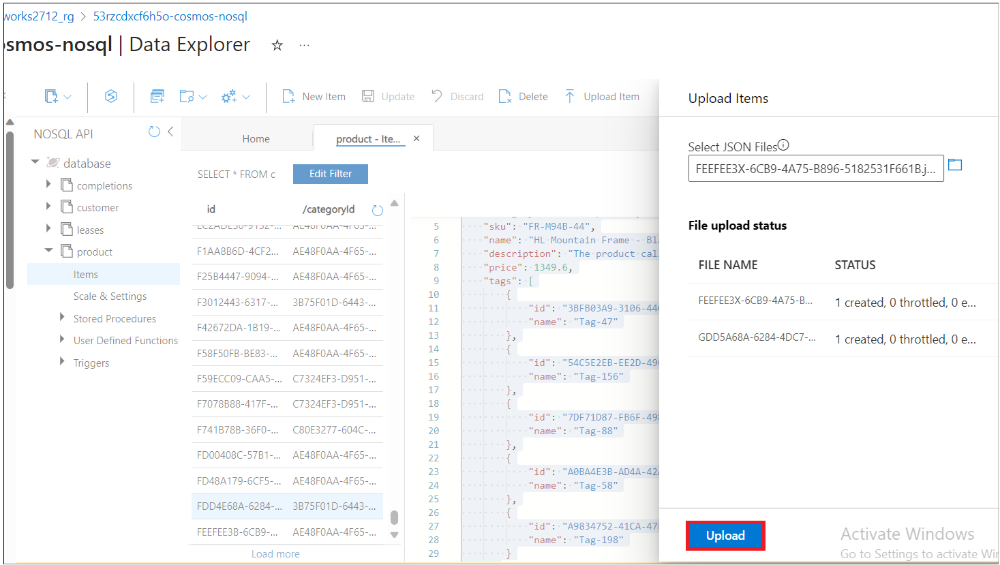 works2712_rg > 53rzcdxcf6h5o-cosmos-nosql
osmos-nosql | Data Explorer ☆ ...
New Item Update Discard Delete Upload Item
NOSQL API
database
completions
customer
leases
product
Items
Scale & Settings
Stored Procedures
User Defined Functions
Triggers
Home product - Ite... ×
SELECT * FROM c Edit Filter
id /categoryId
F1AA8B6D-4CF2... AE48F0AA-4F65-...
F25B4447-9094-... AE48F0AA-4F65-...
F3012443-6317-... 3B75F01D-6443-...
F42672DA-1B19-... AE48F0AA-4F65-...
F58F50FB-BE83-... AE48F0AA-4F65-...
F59ECC09-CAA5-... C7324EF3-D951-...
F7078B88-417F-... C7324EF3-D951-...
F741B78B-36F0-... C80E3277-604C-...
FD00408C-57B1-... AE48F0AA-4F65-...
FD48A179-6CF5-... AE48F0AA-4F65-...
FDD4E68A-6284-... 3B75F01D-6443-...
FEEFEE3B-6CB9-... AE48F0AA-4F65-...
Load more
5 "sku": "FR-M94B-44",
6 "name": "HL Mountain Frame - Bl
7 "description": "The product cal
8 "price": 1349.6,
9 "tags": [
10 {
11 "id": "3BFB03A9-3106-44
12 "name": "Tag-47"
13 },
14 {
15 "id": "54C5E2EB-EE2D-49
16 "name": "Tag-156"
17 },
18 {
19 "id": "7DF71D87-FB6F-49
20 "name": "Tag-88"
21 },
22 {
23 "id": "A0BA4E3B-AD4A-42
24 "name": "Tag-58"
25 },
26 {
27 "id": "A9834752-41CA-47
28 "name": "Tag-198"
29 }
Upload Items
Select JSON Files
FEEFEE3X-6CB9-4A75-B896-5182531F661B.j...
File upload status
FILE NAME STATUS
FEEFEE3X-6CB9-4A75-B... 1 created, 0 throttled, 0 e...
GDD5A68A-6284-4DC7-... 1 created, 0 throttled, 0 e...
Upload
Activate Windows
Go to Settings to activate Wi